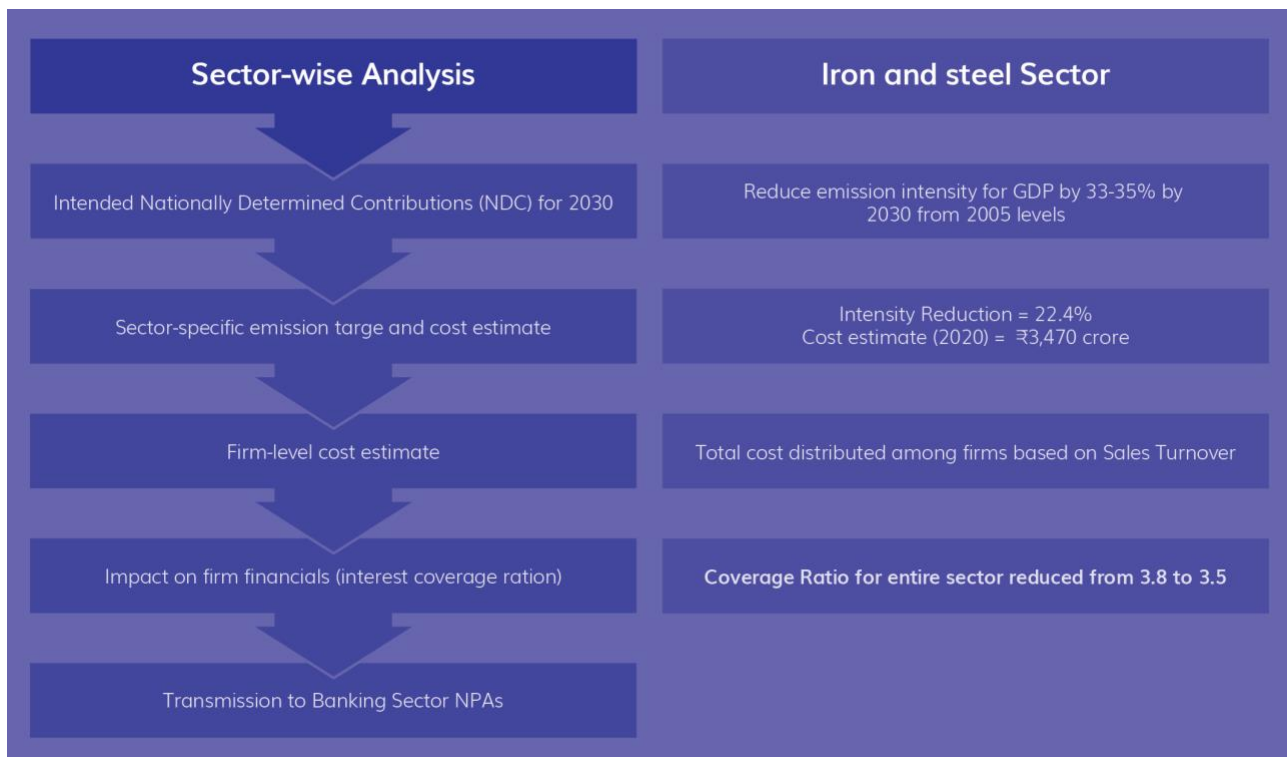 Sector-wise Analysis
Iron and steel Sector
Intended Nationally Determined Contributions (NDC) for 2030
Reduce emission intensity for GDP by 33-35% by
2030 from 2005 levels
Sector-specific emission targe and cost estimate
Intensity Reduction = 22.4%
Cost estimate (2020) = ₹3,470 crore
Firm-level cost estimate
Total cost distributed among firms based on Sales Turnover
Impact on firm financials (interest coverage ration)
Coverage Ratio for entire sector reduced from 3.8 to 3.5
Transmission to Banking Sector NPAs